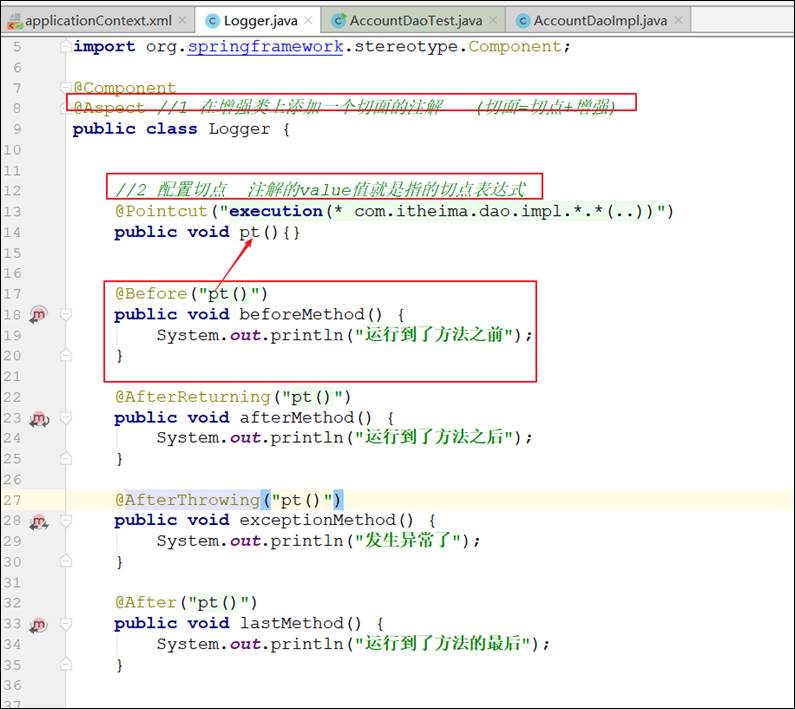 applicationContext.xml × Logger.java × AccountDaoTest.java × AccountDaoImpl.java ×
5 import org.springframework.stereotype.Component;
6
7 @Component
8 @Aspect //1 在增强类上添加一个切面的注解 (切面=切点+增强)
9 public class Logger {
10
11
12 //2 配置切点 注解的value值就是指的切点表达式
13 @Pointcut("execution(* com.itheima.dao.impl.*.*(..))")
14 public void pt(){}
15
16
17 @Before("pt()")
18 public void beforeMethod() {
19 System.out.println("运行到了方法之前");
20 }
21
22 @AfterReturning("pt()")
23 public void afterMethod() {
24 System.out.println("运行到了方法之后");
25 }
26
27 @AfterThrowing("pt()")
28 public void exceptionMethod() {
29 System.out.println("发生异常了");
30 }
31
32 @After("pt()")
33 public void lastMethod() {
34 System.out.println("运行到了方法的最后");
35 }
36
37